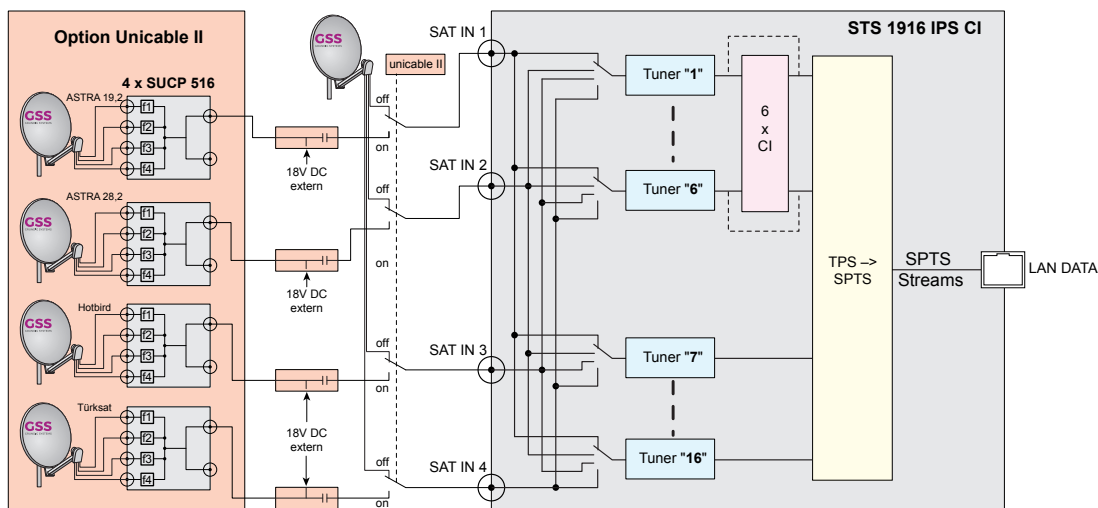 Option Unicable II
4 x SUCP 516
ASTRA 19,2
GSS
f1
f2
f3
f4
ASTRA 28,2
GSS
f1
f2
f3
f4
Hotbird
GSS
f1
f2
f3
f4
Türksat
GSS
f1
f2
f3
f4
18V DC
extern
18V DC
extern
18V DC
extern
GSS
unicable II
off
on
off
on
off
on
off
on
SAT IN 1
SAT IN 2
SAT IN 3
SAT IN 4
STS 1916 IPS CI
Tuner "1"
Tuner "6"
Tuner "7"
Tuner "16"
6
x
CI
TPS –>
SPTS
SPTS
Streams
LAN DATA